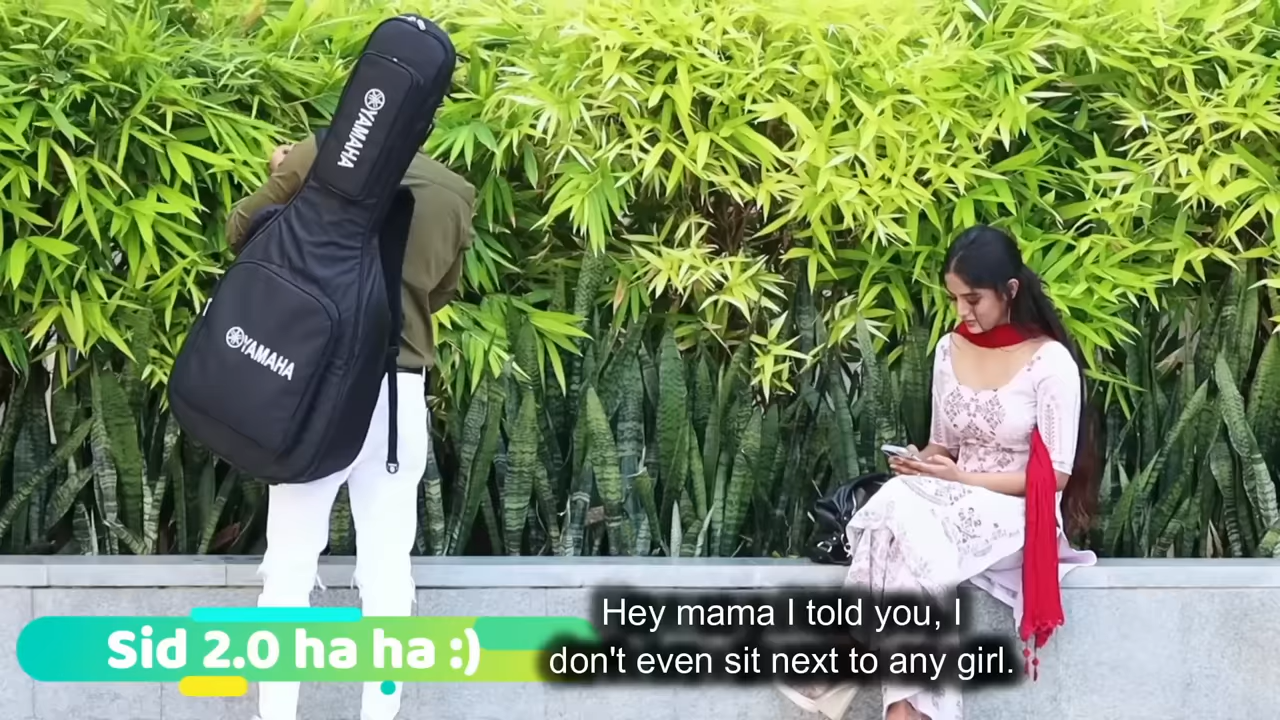 YAMAHA
YAMAHA
Sid 2.0 ha ha :)
Hey mama I told you, I
don't even sit next to any girl.